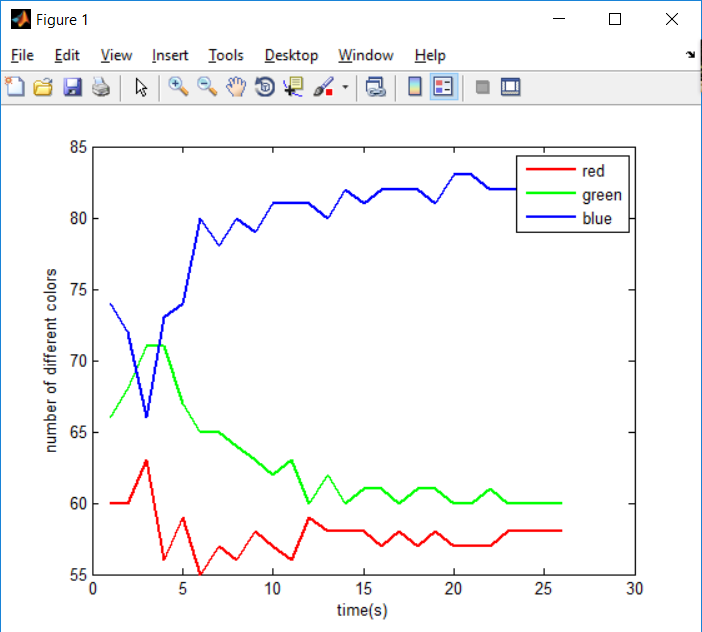 Figure 1
File Edit View Insert Tools Desktop Window Help
85
80
75
70
65
60
55
0 5 10 15 20 25 30
number of different colors
time(s)
red
green
blue